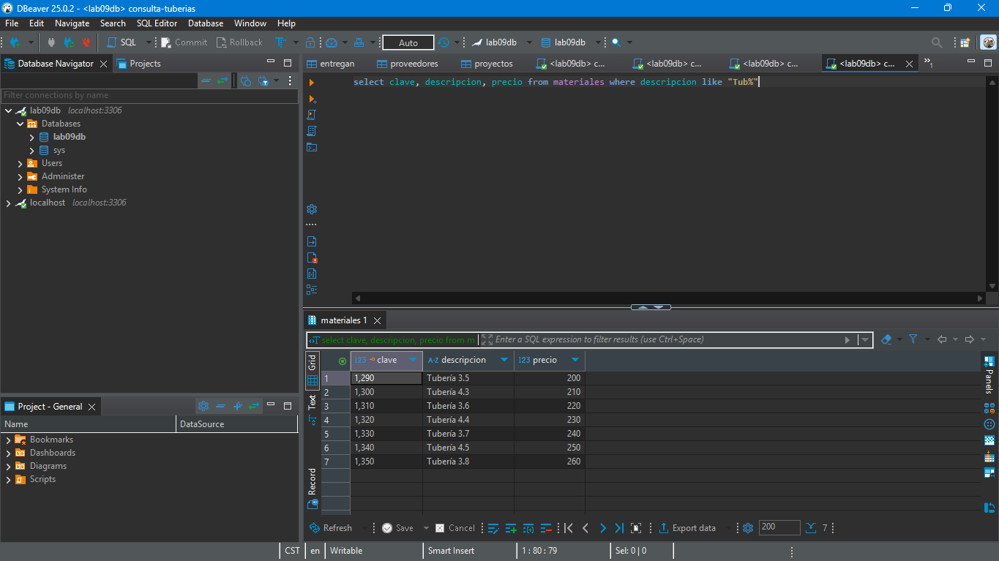 DBeaver 25.0.2 - <lab09db> consulta-tuberias
File Edit Navigate Search SQL Editor Database Window Help
SQL Commit Rollback Auto lab09db lab09db
Database Navigator Projects
Filter connections by name
lab09db localhost:3306
Databases
lab09db
sys
Users
Administer
System Info
localhost localhost:3306
Project - General
Name DataSource
Bookmarks
Dashboards
Diagrams
Scripts
entregan proveedores proyectos <lab09db> c... <lab09db> c... <lab09db> c... <lab09db> c... »1
select clave, descripcion, precio from materiales where descripcion like "Tub%"
materiales 1
select clave, descripcion, precio from m Enter a SQL expression to filter results (use Ctrl+Space)
Grid
Text
Record
123 clave A-Z descripcion 123 precio
1 1,290 Tubería 3.5 200
2 1,300 Tubería 4.3 210
3 1,310 Tubería 3.6 220
4 1,320 Tubería 4.4 230
5 1,330 Tubería 3.7 240
6 1,340 Tubería 4.5 250
7 1,350 Tubería 3.8 260
Panels
Refresh Save Cancel Export data 200 7
CST en Writable Smart Insert 1 : 80 : 79 Sel: 0 | 0